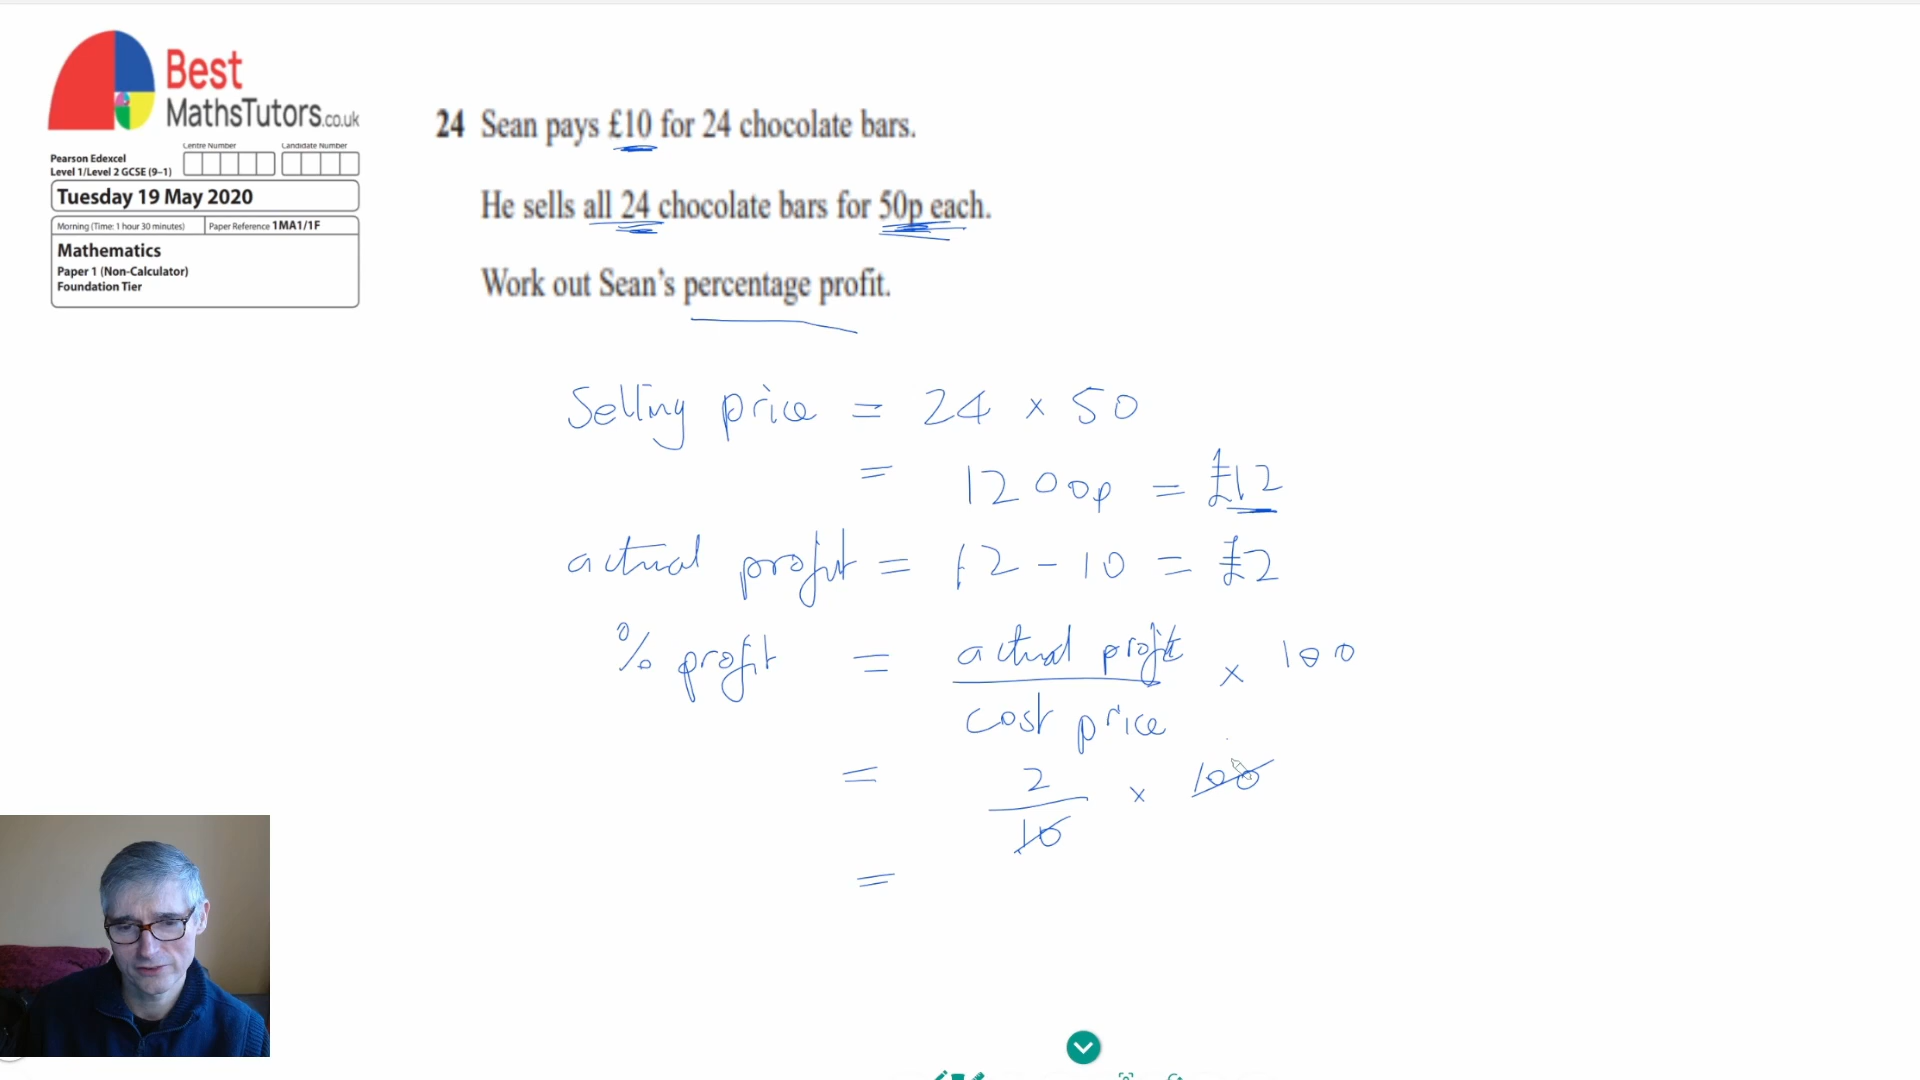 Best
MathsTutors.co.uk
Centre Number Candidate Number
Pearson Edexcel
Level 1/Level 2 GCSE (9–1)
Tuesday 19 May 2020
Morning (Time: 1 hour 30 minutes) Paper Reference 1MA1/1F
Mathematics
Paper 1 (Non-Calculator)
Foundation Tier
24 Sean pays £10 for 24 chocolate bars.
He sells all 24 chocolate bars for 50p each.
Work out Sean's percentage profit.
Selling price = 24 × 50
= 1200p = £12
actual profit = 12 - 10 = £2
% profit = actual profit × 100
cost price
= 2 × 100
10
=